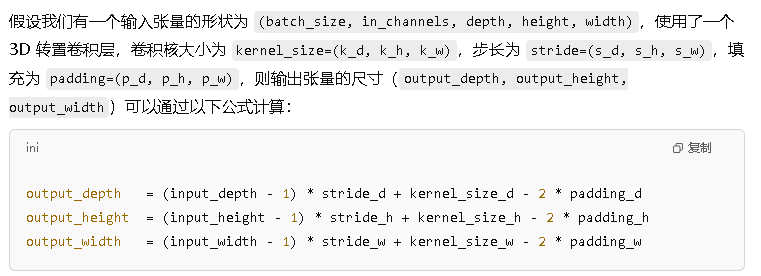 假设我们有一个输入张量的形状为 (batch_size, in_channels, depth, height, width)，使用了一个
3D 转置卷积层，卷积核大小为 kernel_size=(k_d, k_h, k_w)，步长为 stride=(s_d, s_h, s_w)，填
充为 padding=(p_d, p_h, p_w)，则输出张量的尺寸（output_depth, output_height,
output_width）可以通过以下公式计算：
ini 复制
output_depth = (input_depth - 1) * stride_d + kernel_size_d - 2 * padding_d
output_height = (input_height - 1) * stride_h + kernel_size_h - 2 * padding_h
output_width = (input_width - 1) * stride_w + kernel_size_w - 2 * padding_w